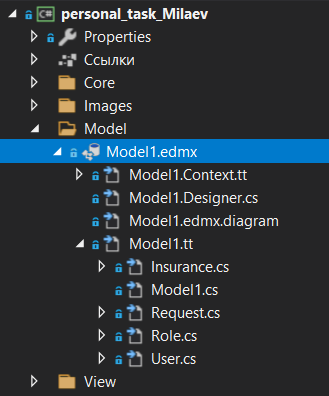 C# personal_task_Milaev
Properties
Ссылки
Core
Images
Model
Model1.edmx
Model1.Context.tt
Model1.Designer.cs
Model1.edmx.diagram
Model1.tt
Insurance.cs
Model1.cs
Request.cs
Role.cs
User.cs
View